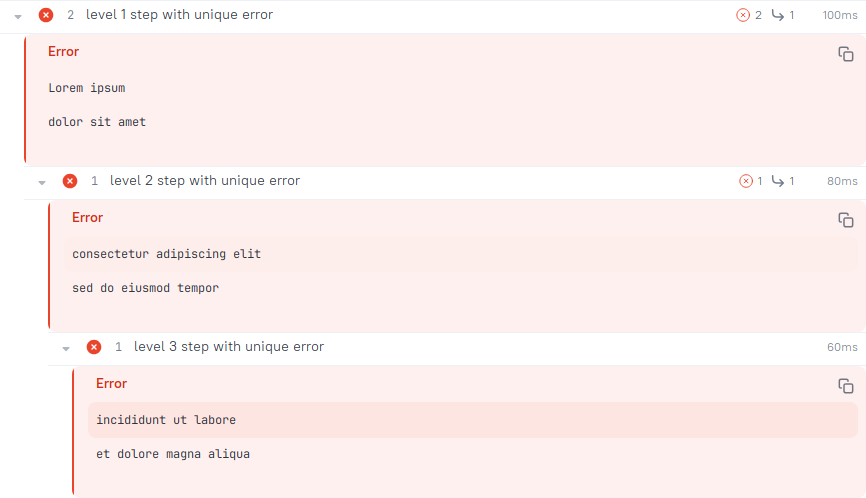 2 level 1 step with unique error 2 1 100ms
Error
Lorem ipsum
dolor sit amet
1 level 2 step with unique error 1 1 80ms
Error
consectetur adipiscing elit
sed do eiusmod tempor
1 level 3 step with unique error 60ms
Error
incididunt ut labore
et dolore magna aliqua